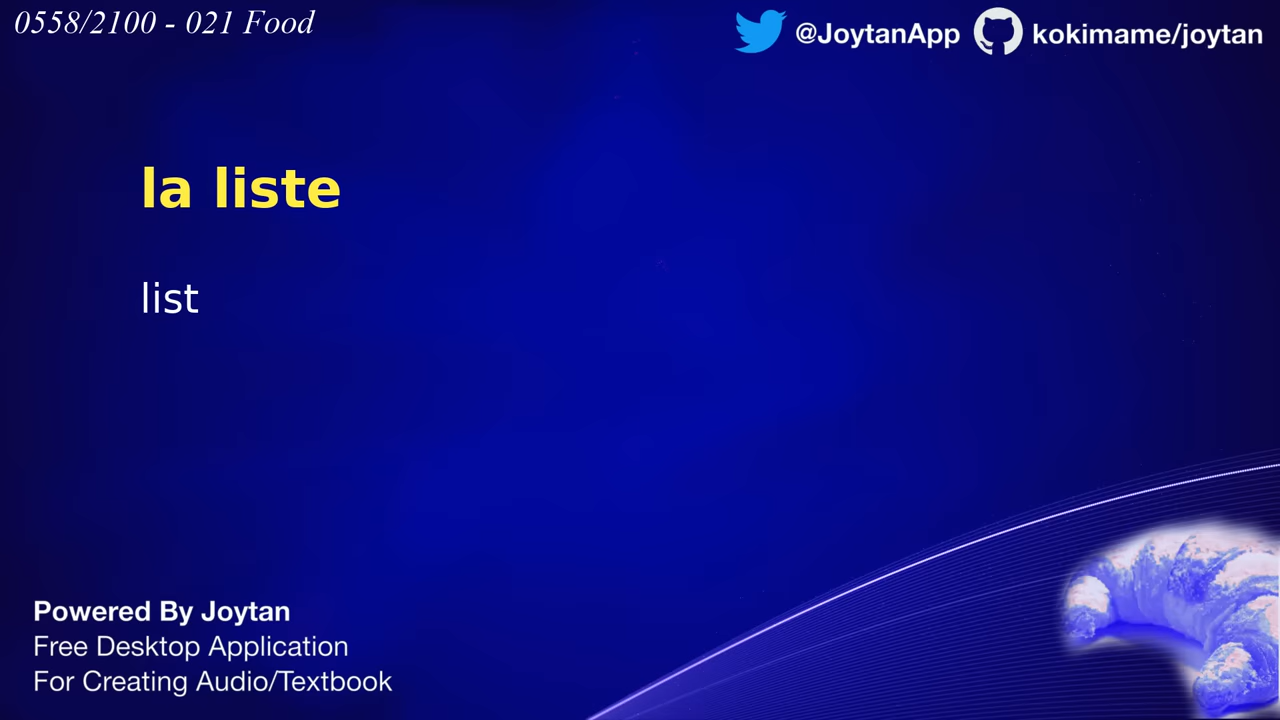 0558/2100 - 021 Food
@JoytanApp kokimame/joytan
la liste
list
Powered By Joytan
Free Desktop Application
For Creating Audio/Textbook